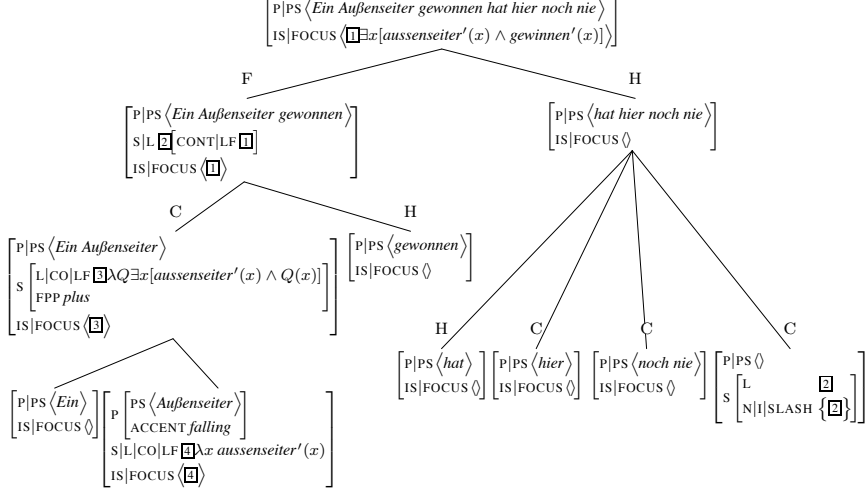 P|PS ⟨Ein Außenseiter gewonnen hat hier noch nie⟩
IS|FOCUS ⟨1∃x[aussenseiter′(x) ∧ gewinnen′(x)]⟩
F
H
P|PS ⟨Ein Außenseiter gewonnen⟩
S|L 2[CONT|LF 1]
IS|FOCUS ⟨1⟩
P|PS ⟨hat hier noch nie⟩
IS|FOCUS ⟨⟩
C
H
P|PS ⟨Ein Außenseiter⟩
S [L|CO|LF 3λQ∃x[aussenseiter′(x) ∧ Q(x)]
FPP plus]
IS|FOCUS ⟨3⟩
P|PS ⟨gewonnen⟩
IS|FOCUS ⟨⟩
H
C
C
C
P|PS ⟨hat⟩
IS|FOCUS ⟨⟩
P|PS ⟨hier⟩
IS|FOCUS ⟨⟩
P|PS ⟨noch nie⟩
IS|FOCUS ⟨⟩
P|PS ⟨⟩
S [L 2
N|I|SLASH {2}]
P|PS ⟨Ein⟩
IS|FOCUS ⟨⟩
P [PS ⟨Außenseiter⟩
ACCENT falling]
S|L|CO|LF 4λx aussenseiter′(x)
IS|FOCUS ⟨4⟩